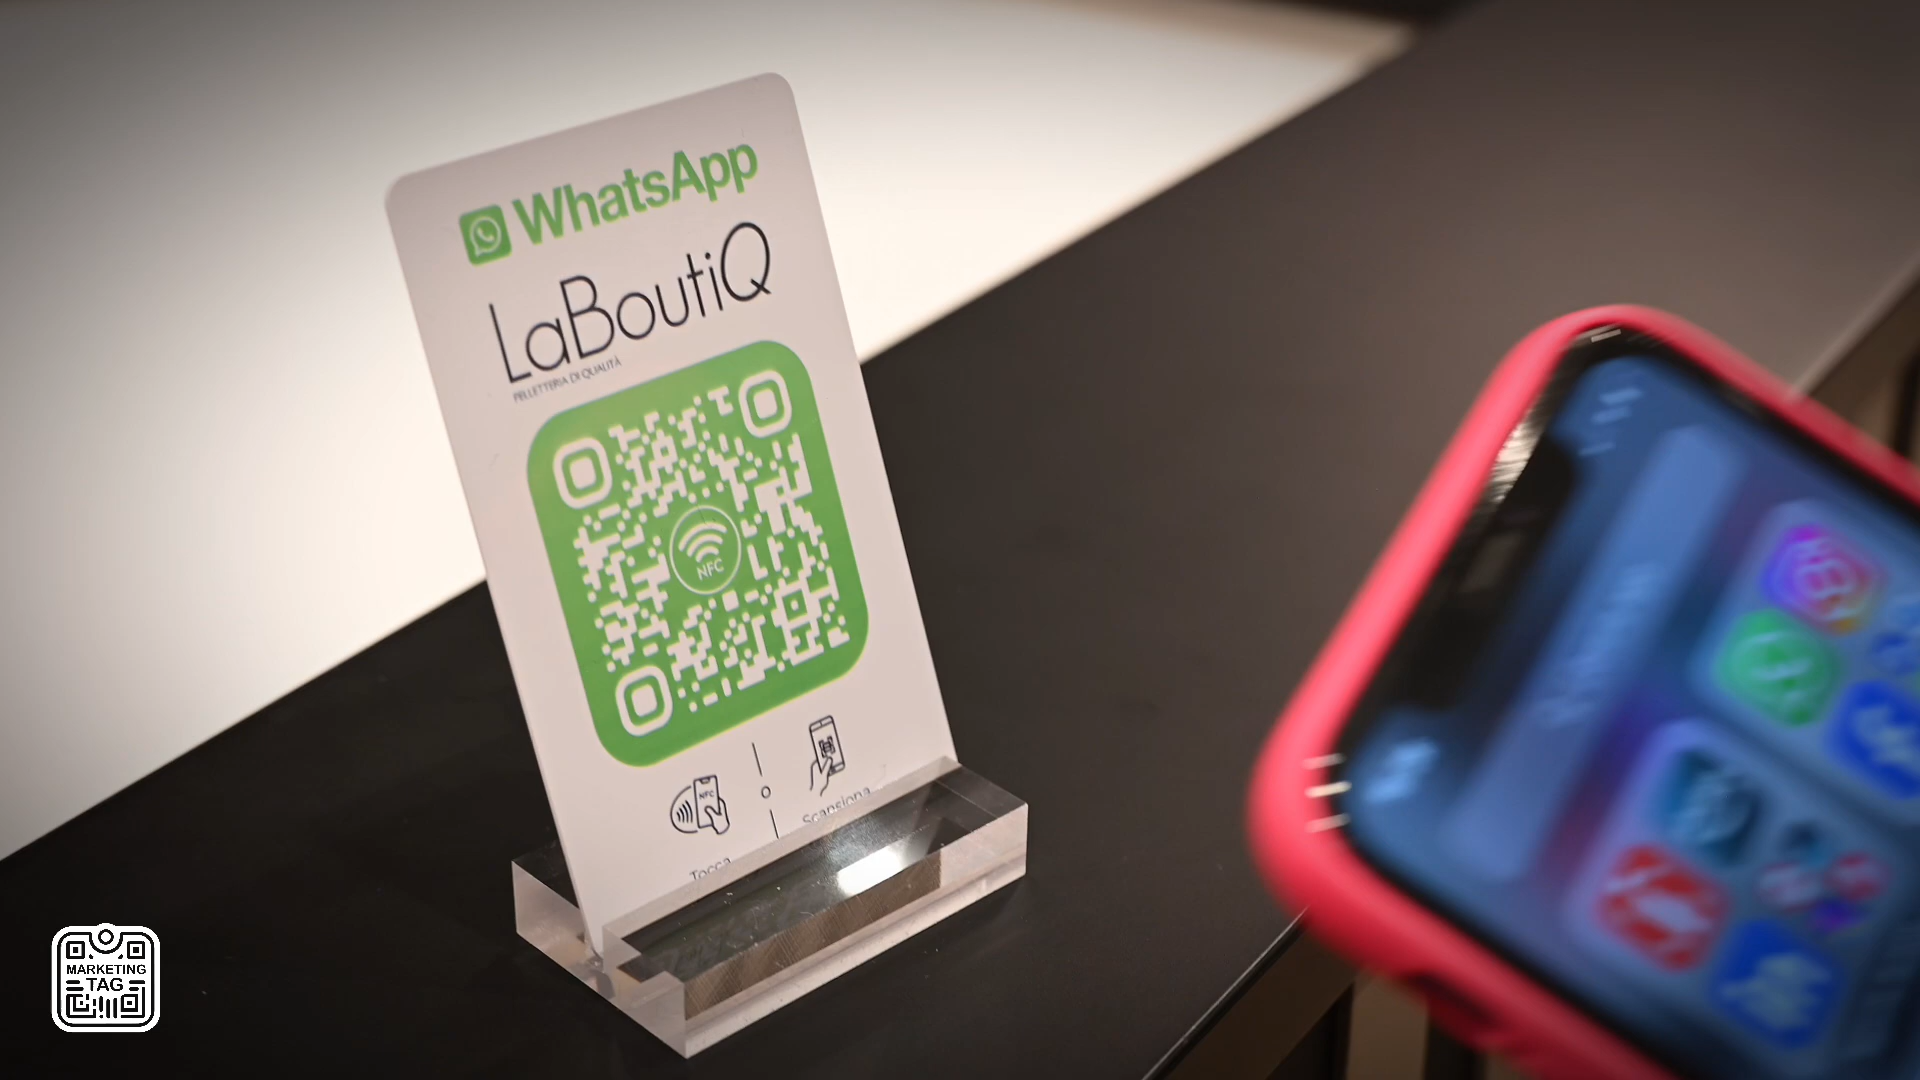 WhatsApp
LaBoutiQ
PELLETTERIA DI QUALITÀ
NFC
NFC
o
Scansiona
Tocca
MARKETING
TAG